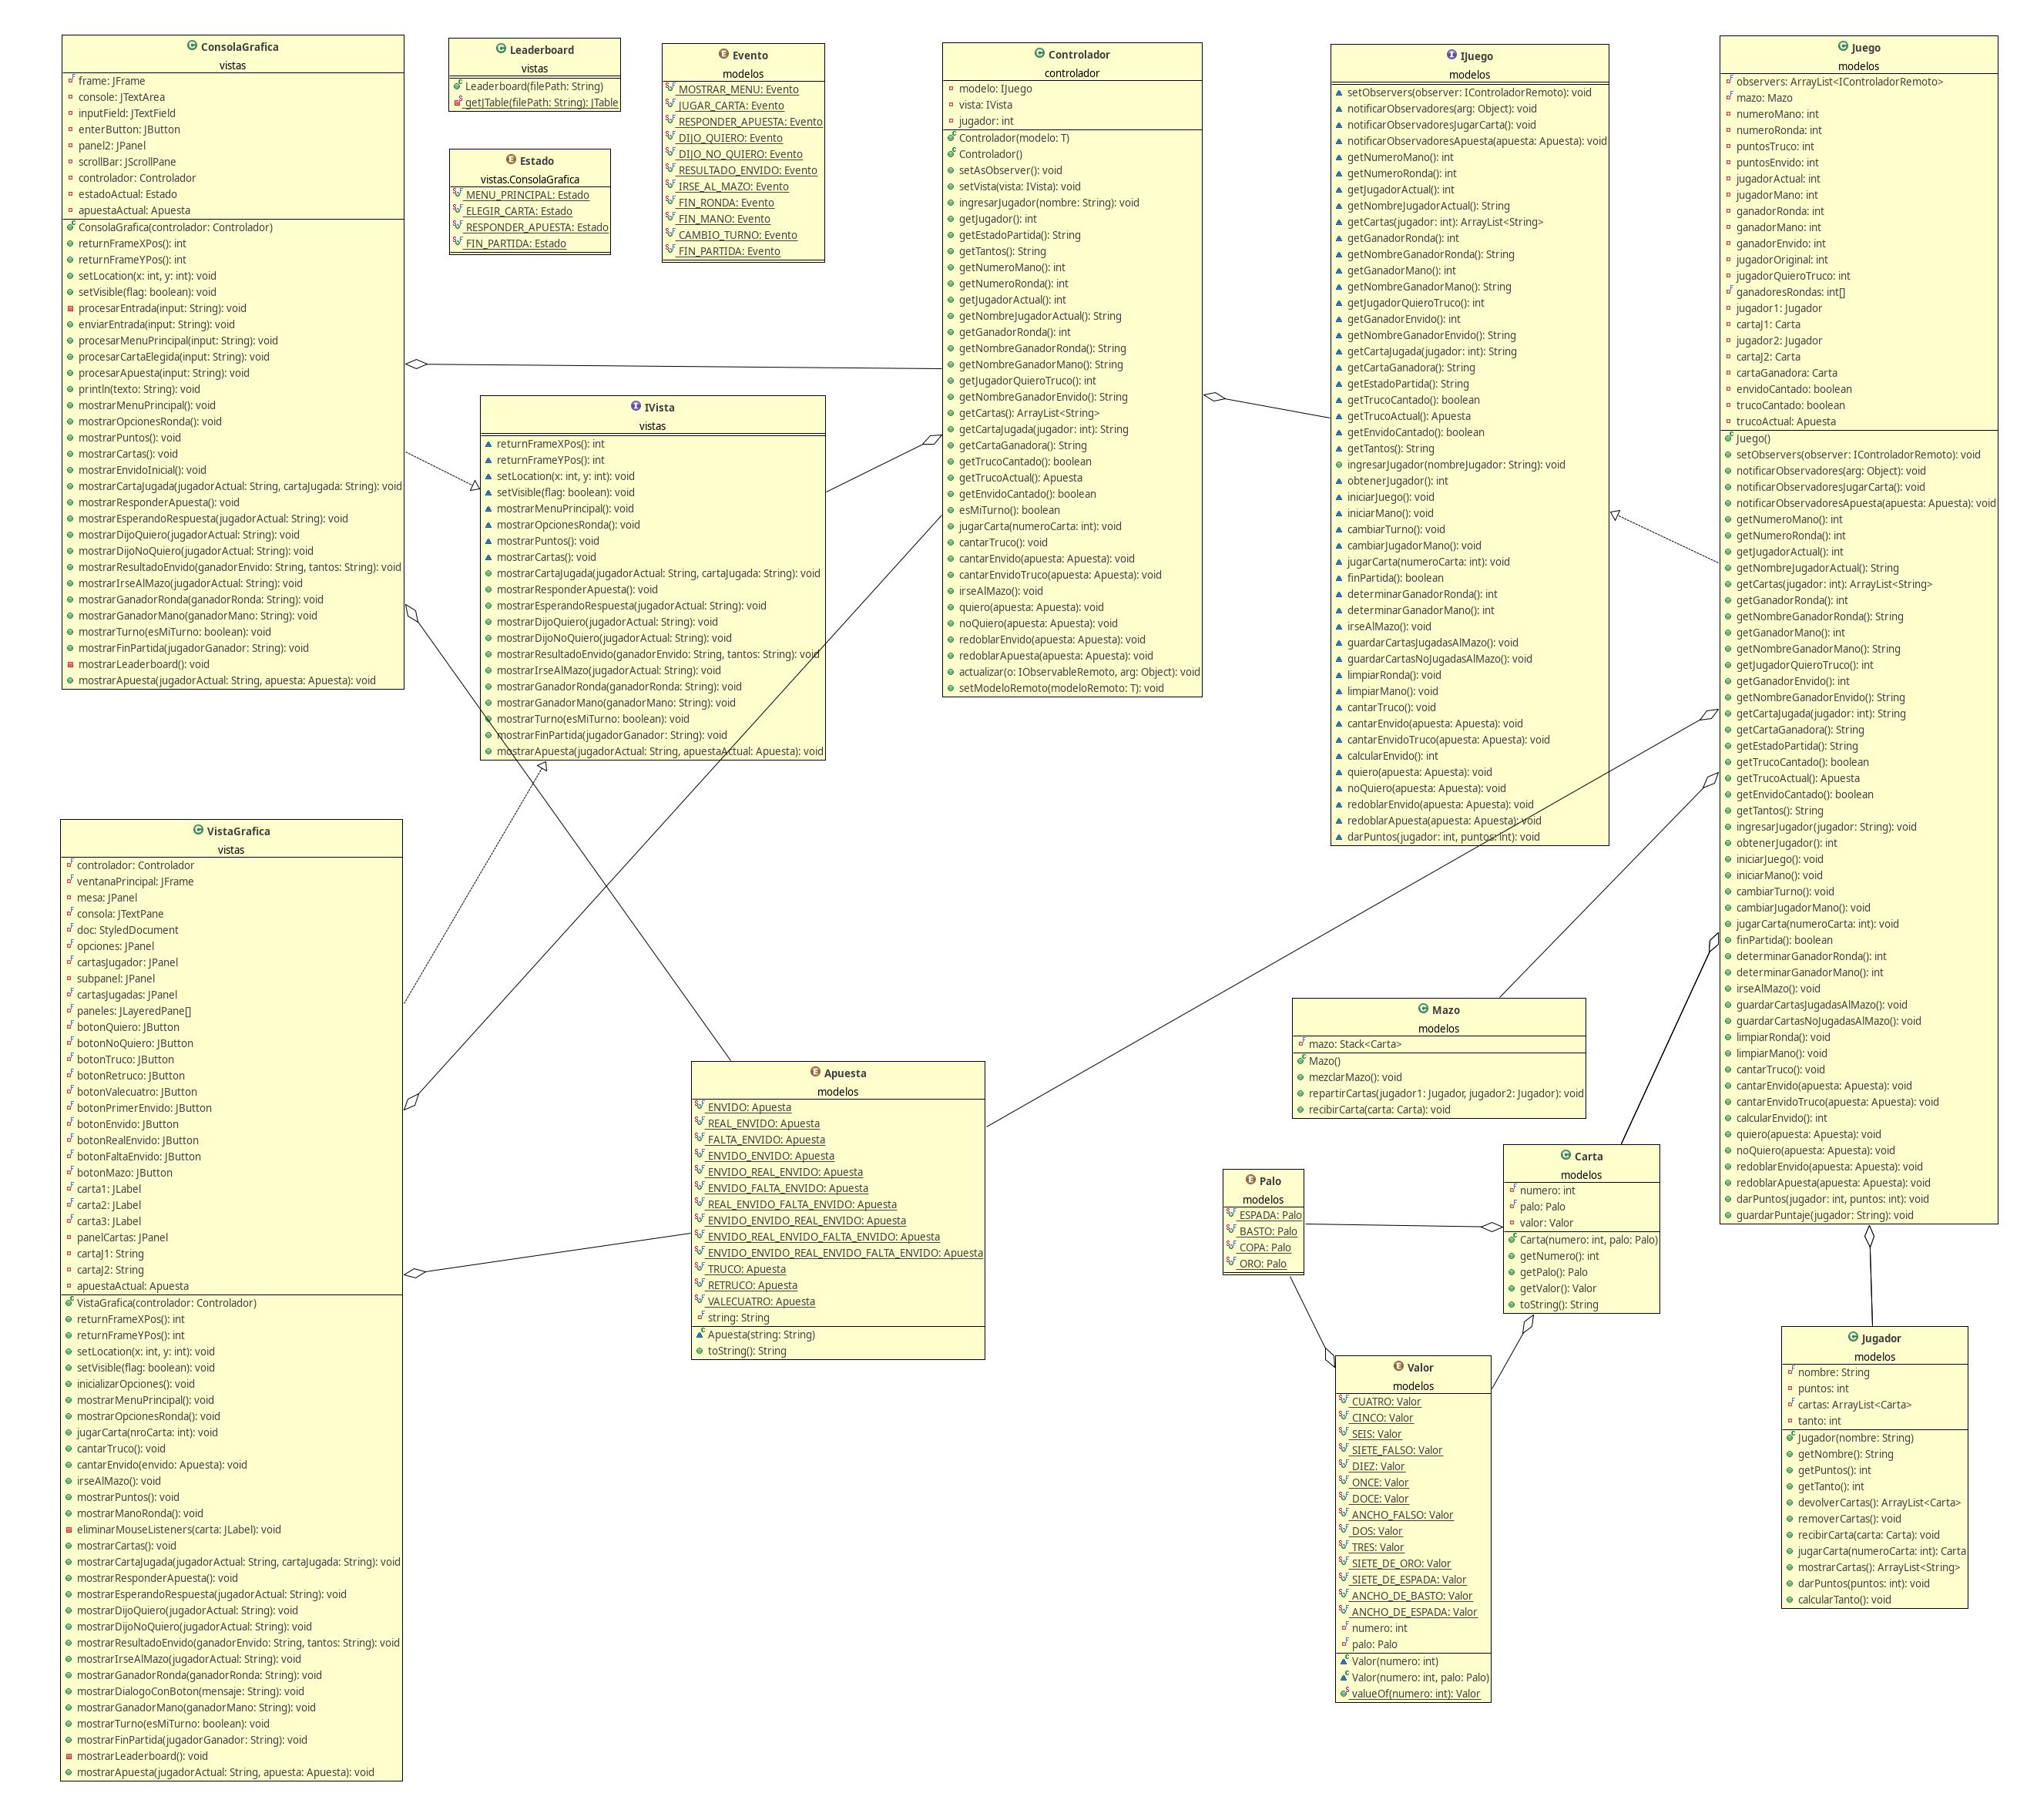 ConsolaGrafica
vistas
frame: JFrame
console: JTextArea
inputField: JTextField
enterButton: JButton
panel2: JPanel
scrollBar: JScrollPane
controlador: Controlador
estadoActual: Estado
apuestaActual: Apuesta
ConsolaGrafica(controlador: Controlador)
returnFrameXPos(): int
returnFrameYPos(): int
setLocation(x: int, y: int): void
setVisible(flag: boolean): void
procesarEntrada(input: String): void
enviarEntrada(input: String): void
procesarMenuPrincipal(input: String): void
procesarCartaElegida(input: String): void
procesarApuesta(input: String): void
println(texto: String): void
mostrarMenuPrincipal(): void
mostrarOpcionesRonda(): void
mostrarPuntos(): void
mostrarCartas(): void
mostrarEnvidoInicial(): void
mostrarCartaJugada(jugadorActual: String, cartaJugada: String): void
mostrarResponderApuesta(): void
mostrarEsperandoRespuesta(jugadorActual: String): void
mostrarDijoQuiero(jugadorActual: String): void
mostrarDijoNoQuiero(jugadorActual: String): void
mostrarResultadoEnvido(ganadorEnvido: String, tantos: String): void
mostrarIrseAlMazo(jugadorActual: String): void
mostrarGanadorRonda(ganadorRonda: String): void
mostrarGanadorMano(ganadorMano: String): void
mostrarTurno(esMiTurno: boolean): void
mostrarFinPartida(jugadorGanador: String): void
mostrarLeaderboard(): void
mostrarApuesta(jugadorActual: String, apuesta: Apuesta): void
Leaderboard
vistas
Leaderboard(filePath: String)
getJTable(filePath: String): JTable
Estado
vistas.ConsolaGrafica
MENU_PRINCIPAL: Estado
ELEGIR_CARTA: Estado
RESPONDER_APUESTA: Estado
FIN_PARTIDA: Estado
Evento
modelos
MOSTRAR_MENU: Evento
JUGAR_CARTA: Evento
RESPONDER_APUESTA: Evento
DIJO_QUIERO: Evento
DIJO_NO_QUIERO: Evento
RESULTADO_ENVIDO: Evento
IRSE_AL_MAZO: Evento
FIN_RONDA: Evento
FIN_MANO: Evento
CAMBIO_TURNO: Evento
FIN_PARTIDA: Evento
IVista
vistas
returnFrameXPos(): int
returnFrameYPos(): int
setLocation(x: int, y: int): void
setVisible(flag: boolean): void
mostrarMenuPrincipal(): void
mostrarOpcionesRonda(): void
mostrarPuntos(): void
mostrarCartas(): void
mostrarCartaJugada(jugadorActual: String, cartaJugada: String): void
mostrarResponderApuesta(): void
mostrarEsperandoRespuesta(jugadorActual: String): void
mostrarDijoQuiero(jugadorActual: String): void
mostrarDijoNoQuiero(jugadorActual: String): void
mostrarResultadoEnvido(ganadorEnvido: String, tantos: String): void
mostrarIrseAlMazo(jugadorActual: String): void
mostrarGanadorRonda(ganadorRonda: String): void
mostrarGanadorMano(ganadorMano: String): void
mostrarTurno(esMiTurno: boolean): void
mostrarFinPartida(jugadorGanador: String): void
mostrarApuesta(jugadorActual: String, apuestaActual: Apuesta): void
Controlador
controlador
modelo: IJuego
vista: IVista
jugador: int
Controlador(modelo: T)
Controlador()
setAsObserver(): void
setVista(vista: IVista): void
ingresarJugador(nombre: String): void
getJugador(): int
getEstadoPartida(): String
getTantos(): String
getNumeroMano(): int
getNumeroRonda(): int
getJugadorActual(): int
getNombreJugadorActual(): String
getGanadorRonda(): int
getNombreGanadorRonda(): String
getNombreGanadorMano(): String
getJugadorQuieroTruco(): int
getNombreGanadorEnvido(): String
getCartas(): ArrayList<String>
getCartaJugada(jugador: int): String
getCartaGanadora(): String
getTrucoCantado(): boolean
getTrucoActual(): Apuesta
getEnvidoCantado(): boolean
esMiTurno(): boolean
jugarCarta(numeroCarta: int): void
cantarTruco(): void
cantarEnvido(apuesta: Apuesta): void
cantarEnvidoTruco(apuesta: Apuesta): void
irseAlMazo(): void
quiero(apuesta: Apuesta): void
noQuiero(apuesta: Apuesta): void
redoblarEnvido(apuesta: Apuesta): void
redoblarApuesta(apuesta: Apuesta): void
actualizar(o: IObservableRemoto, arg: Object): void
setModeloRemoto(modeloRemoto: T): void
IJuego
modelos
setObservers(observer: IControladorRemoto): void
notificarObservadores(arg: Object): void
notificarObservadoresJugarCarta(): void
notificarObservadoresApuesta(apuesta: Apuesta): void
getNumeroMano(): int
getNumeroRonda(): int
getJugadorActual(): int
getNombreJugadorActual(): String
getCartas(jugador: int): ArrayList<String>
getGanadorRonda(): int
getNombreGanadorRonda(): String
getGanadorMano(): int
getNombreGanadorMano(): String
getJugadorQuieroTruco(): int
getGanadorEnvido(): int
getNombreGanadorEnvido(): String
getCartaJugada(jugador: int): String
getCartaGanadora(): String
getEstadoPartida(): String
getTrucoCantado(): boolean
getTrucoActual(): Apuesta
getEnvidoCantado(): boolean
getTantos(): String
ingresarJugador(nombreJugador: String): void
obtenerJugador(): int
iniciarJuego(): void
iniciarMano(): void
cambiarTurno(): void
cambiarJugadorMano(): void
jugarCarta(numeroCarta: int): void
finPartida(): boolean
determinarGanadorRonda(): int
determinarGanadorMano(): int
irseAlMazo(): void
guardarCartasJugadasAlMazo(): void
guardarCartasNoJugadasAlMazo(): void
limpiarRonda(): void
limpiarMano(): void
cantarTruco(): void
cantarEnvido(apuesta: Apuesta): void
cantarEnvidoTruco(apuesta: Apuesta): void
calcularEnvido(): int
quiero(apuesta: Apuesta): void
noQuiero(apuesta: Apuesta): void
redoblarEnvido(apuesta: Apuesta): void
redoblarApuesta(apuesta: Apuesta): void
darPuntos(jugador: int, puntos: int): void
Juego
modelos
observers: ArrayList<IControladorRemoto>
mazo: Mazo
numeroMano: int
numeroRonda: int
puntosTruco: int
puntosEnvido: int
jugadorActual: int
jugadorMano: int
ganadorRonda: int
ganadorMano: int
ganadorEnvido: int
jugadorOriginal: int
jugadorQuieroTruco: int
ganadoresRondas: int[]
jugador1: Jugador
cartaJ1: Carta
jugador2: Jugador
cartaJ2: Carta
cartaGanadora: Carta
envidoCantado: boolean
trucoCantado: boolean
trucoActual: Apuesta
Juego()
setObservers(observer: IControladorRemoto): void
notificarObservadores(arg: Object): void
notificarObservadoresJugarCarta(): void
notificarObservadoresApuesta(apuesta: Apuesta): void
getNumeroMano(): int
getNumeroRonda(): int
getJugadorActual(): int
getNombreJugadorActual(): String
getCartas(jugador: int): ArrayList<String>
getGanadorRonda(): int
getNombreGanadorRonda(): String
getGanadorMano(): int
getNombreGanadorMano(): String
getJugadorQuieroTruco(): int
getGanadorEnvido(): int
getNombreGanadorEnvido(): String
getCartaJugada(jugador: int): String
getCartaGanadora(): String
getEstadoPartida(): String
getTrucoCantado(): boolean
getTrucoActual(): Apuesta
getEnvidoCantado(): boolean
getTantos(): String
ingresarJugador(jugador: String): void
obtenerJugador(): int
iniciarJuego(): void
iniciarMano(): void
cambiarTurno(): void
cambiarJugadorMano(): void
jugarCarta(numeroCarta: int): void
finPartida(): boolean
determinarGanadorRonda(): int
determinarGanadorMano(): int
irseAlMazo(): void
guardarCartasJugadasAlMazo(): void
guardarCartasNoJugadasAlMazo(): void
limpiarRonda(): void
limpiarMano(): void
cantarTruco(): void
cantarEnvido(apuesta: Apuesta): void
cantarEnvidoTruco(apuesta: Apuesta): void
calcularEnvido(): int
quiero(apuesta: Apuesta): void
noQuiero(apuesta: Apuesta): void
redoblarEnvido(apuesta: Apuesta): void
redoblarApuesta(apuesta: Apuesta): void
darPuntos(jugador: int, puntos: int): void
guardarPuntaje(jugador: String): void
VistaGrafica
vistas
controlador: Controlador
ventanaPrincipal: JFrame
mesa: JPanel
consola: JTextPane
doc: StyledDocument
opciones: JPanel
cartasJugador: JPanel
subpanel: JPanel
cartasJugadas: JPanel
paneles: JLayeredPane[]
botonQuiero: JButton
botonNoQuiero: JButton
botonTruco: JButton
botonRetruco: JButton
botonValecuatro: JButton
botonPrimerEnvido: JButton
botonEnvido: JButton
botonRealEnvido: JButton
botonFaltaEnvido: JButton
botonMazo: JButton
carta1: JLabel
carta2: JLabel
carta3: JLabel
panelCartas: JPanel
cartaJ1: String
cartaJ2: String
apuestaActual: Apuesta
VistaGrafica(controlador: Controlador)
returnFrameXPos(): int
returnFrameYPos(): int
setLocation(x: int, y: int): void
setVisible(flag: boolean): void
inicializarOpciones(): void
mostrarMenuPrincipal(): void
mostrarOpcionesRonda(): void
jugarCarta(nroCarta: int): void
cantarTruco(): void
cantarEnvido(envido: Apuesta): void
irseAlMazo(): void
mostrarPuntos(): void
mostrarManoRonda(): void
eliminarMouseListeners(carta: JLabel): void
mostrarCartas(): void
mostrarCartaJugada(jugadorActual: String, cartaJugada: String): void
mostrarResponderApuesta(): void
mostrarEsperandoRespuesta(jugadorActual: String): void
mostrarDijoQuiero(jugadorActual: String): void
mostrarDijoNoQuiero(jugadorActual: String): void
mostrarResultadoEnvido(ganadorEnvido: String, tantos: String): void
mostrarIrseAlMazo(jugadorActual: String): void
mostrarGanadorRonda(ganadorRonda: String): void
mostrarDialogoConBoton(mensaje: String): void
mostrarGanadorMano(ganadorMano: String): void
mostrarTurno(esMiTurno: boolean): void
mostrarFinPartida(jugadorGanador: String): void
mostrarLeaderboard(): void
mostrarApuesta(jugadorActual: String, apuesta: Apuesta): void
Apuesta
modelos
ENVIDO: Apuesta
REAL_ENVIDO: Apuesta
FALTA_ENVIDO: Apuesta
ENVIDO_ENVIDO: Apuesta
ENVIDO_REAL_ENVIDO: Apuesta
ENVIDO_FALTA_ENVIDO: Apuesta
REAL_ENVIDO_FALTA_ENVIDO: Apuesta
ENVIDO_ENVIDO_REAL_ENVIDO: Apuesta
ENVIDO_REAL_ENVIDO_FALTA_ENVIDO: Apuesta
ENVIDO_ENVIDO_REAL_ENVIDO_FALTA_ENVIDO: Apuesta
TRUCO: Apuesta
RETRUCO: Apuesta
VALECUATRO: Apuesta
string: String
Apuesta(string: String)
toString(): String
Mazo
modelos
mazo: Stack<Carta>
Mazo()
mezclarMazo(): void
repartirCartas(jugador1: Jugador, jugador2: Jugador): void
recibirCarta(carta: Carta): void
Palo
modelos
ESPADA: Palo
BASTO: Palo
COPA: Palo
ORO: Palo
Carta
modelos
numero: int
palo: Palo
valor: Valor
Carta(numero: int, palo: Palo)
getNumero(): int
getPalo(): Palo
getValor(): Valor
toString(): String
Valor
modelos
CUATRO: Valor
CINCO: Valor
SEIS: Valor
SIETE_FALSO: Valor
DIEZ: Valor
ONCE: Valor
DOCE: Valor
ANCHO_FALSO: Valor
DOS: Valor
TRES: Valor
SIETE_DE_ORO: Valor
SIETE_DE_ESPADA: Valor
ANCHO_DE_BASTO: Valor
ANCHO_DE_ESPADA: Valor
numero: int
palo: Palo
Valor(numero: int)
Valor(numero: int, palo: Palo)
valueOf(numero: int): Valor
Jugador
modelos
nombre: String
puntos: int
cartas: ArrayList<Carta>
tanto: int
Jugador(nombre: String)
getNombre(): String
getPuntos(): int
getTanto(): int
devolverCartas(): ArrayList<Carta>
removerCartas(): void
recibirCarta(carta: Carta): void
jugarCarta(numeroCarta: int): Carta
mostrarCartas(): ArrayList<String>
darPuntos(puntos: int): void
calcularTanto(): void